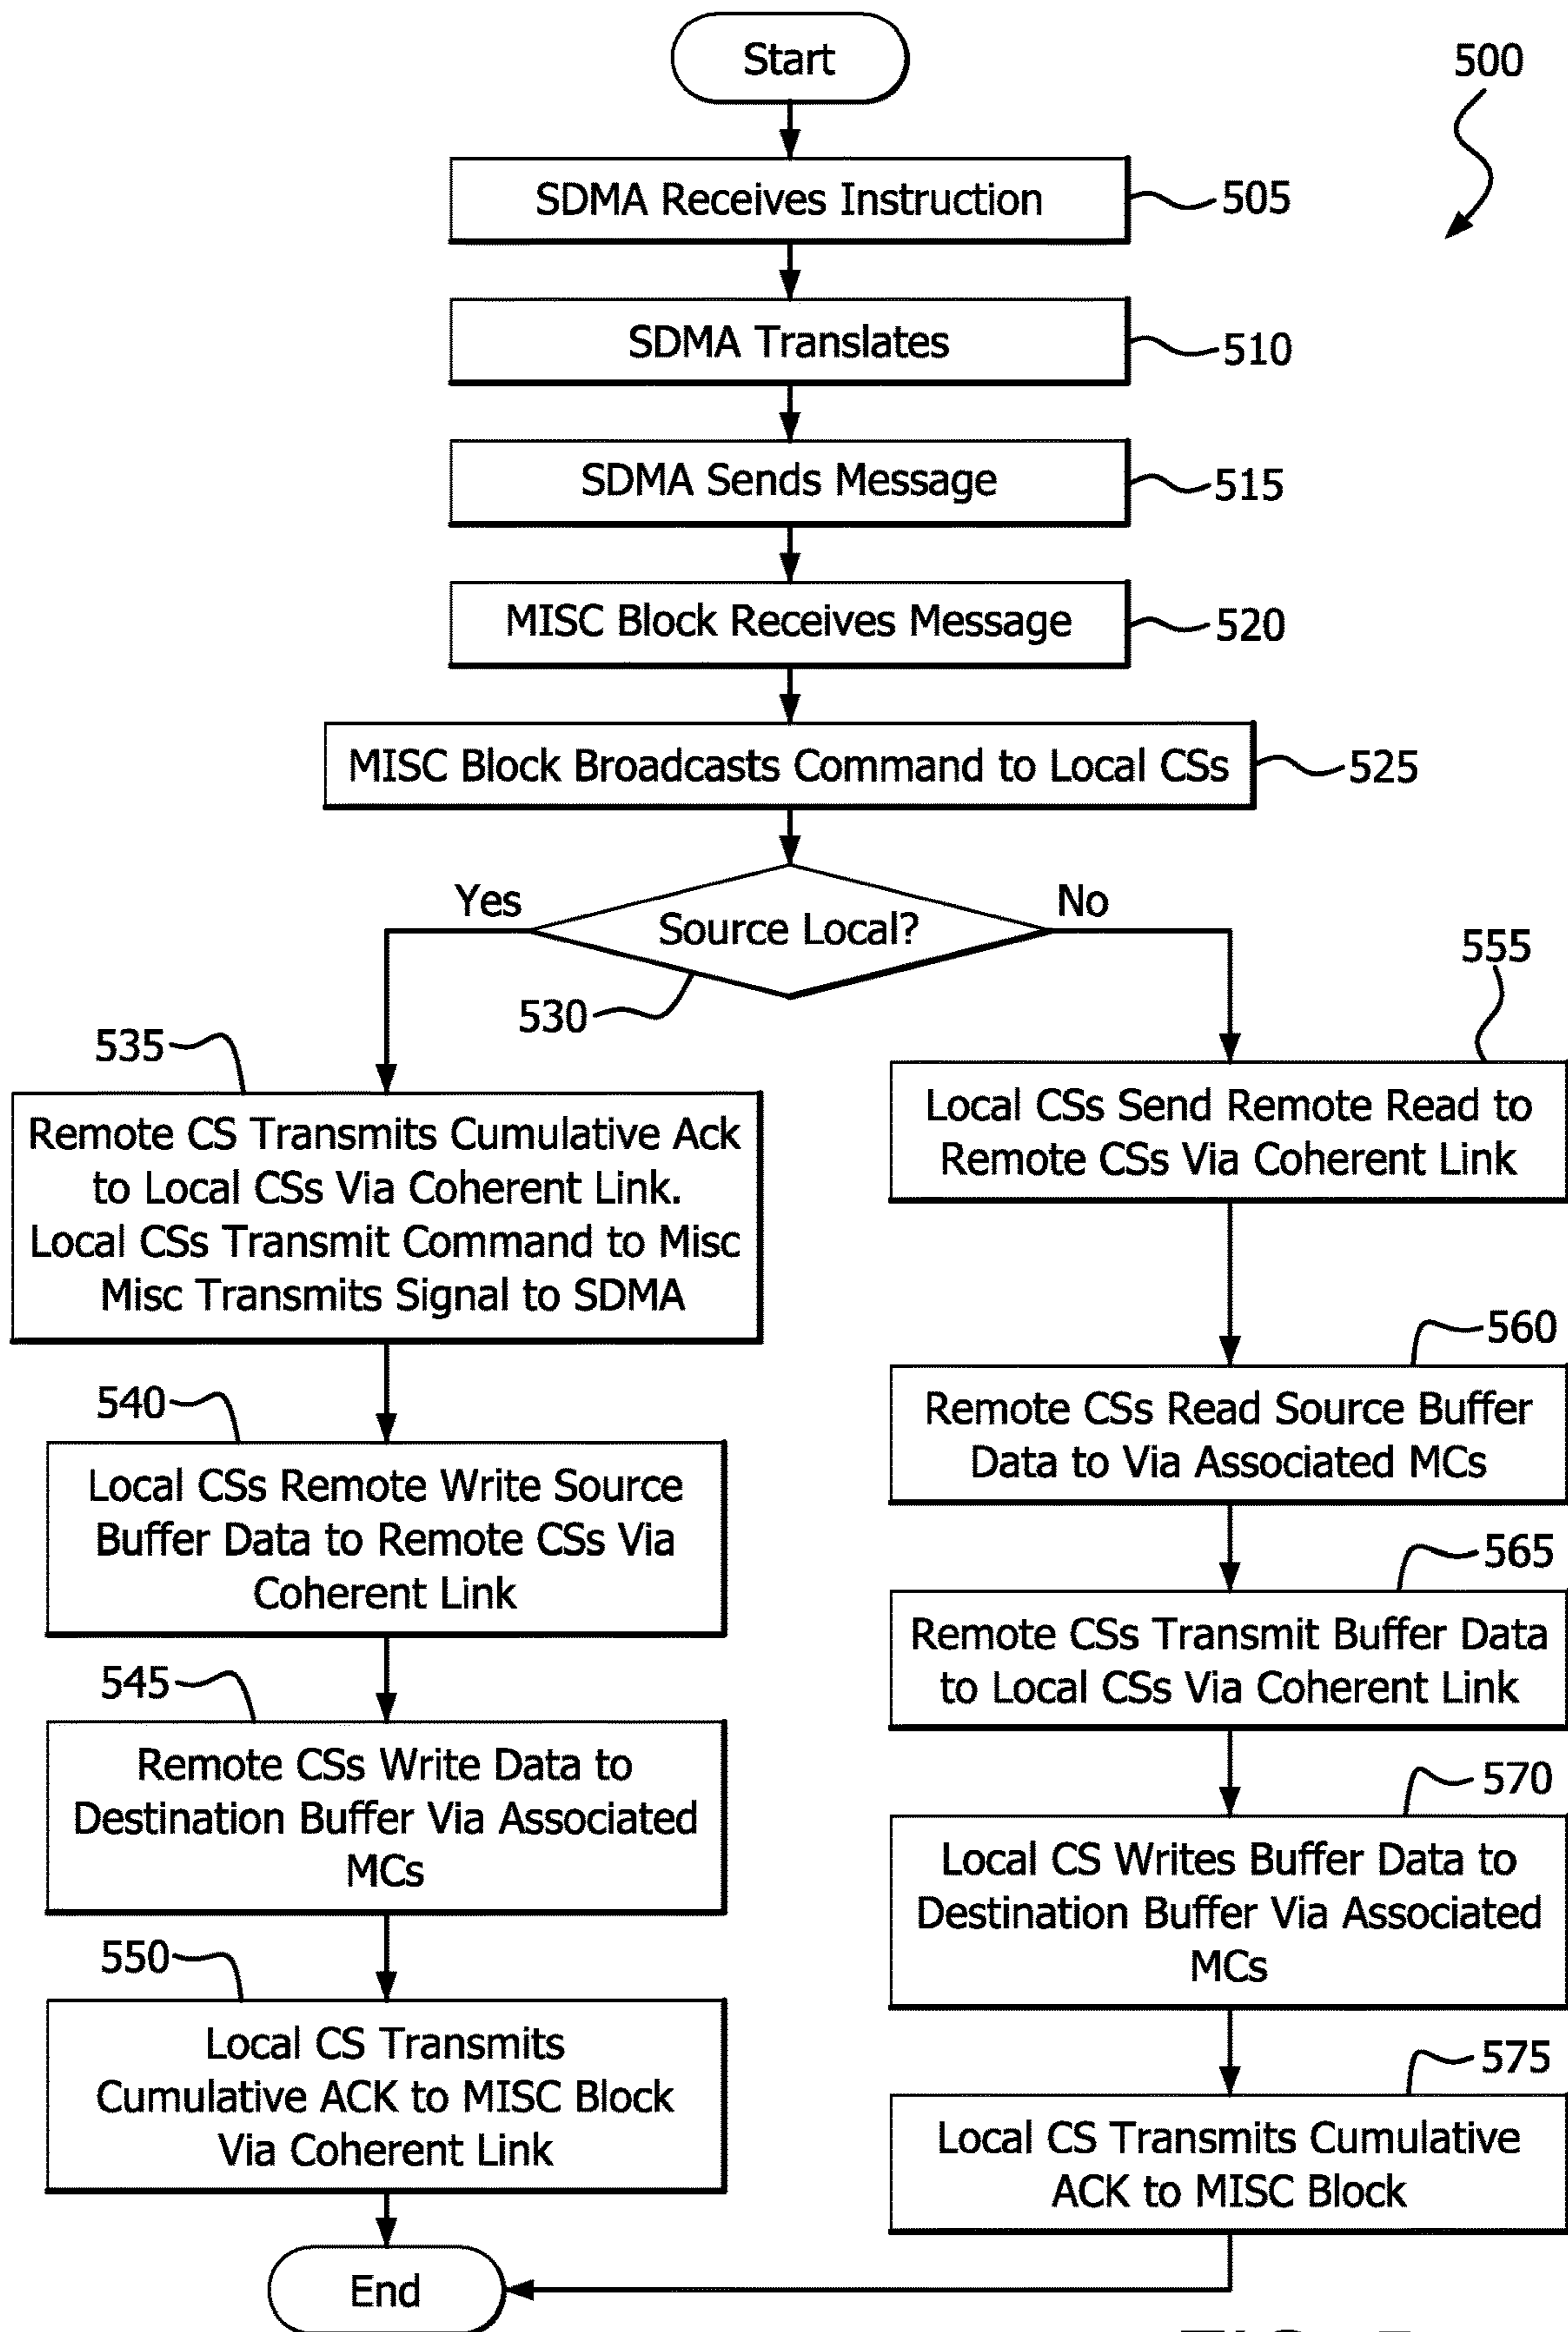 Start
500
SDMA Receives Instruction
505
SDMA Translates
510
SDMA Sends Message
515
MISC Block Receives Message
520
MISC Block Broadcasts Command to Local CSs
525
Yes
Source Local?
No
530
535
Remote CS Transmits Cumulative Ack
to Local CSs Via Coherent Link.
Local CSs Transmit Command to Misc
Misc Transmits Signal to SDMA
540
Local CSs Remote Write Source
Buffer Data to Remote CSs Via
Coherent Link
545
Remote CSs Write Data to
Destination Buffer Via Associated
MCs
550
Local CS Transmits
Cumulative ACK to MISC Block
Via Coherent Link
555
Local CSs Send Remote Read to
Remote CSs Via Coherent Link
560
Remote CSs Read Source Buffer
Data to Via Associated MCs
565
Remote CSs Transmit Buffer Data
to Local CSs Via Coherent Link
570
Local CS Writes Buffer Data to
Destination Buffer Via Associated
MCs
575
Local CS Transmits Cumulative
ACK to MISC Block
End